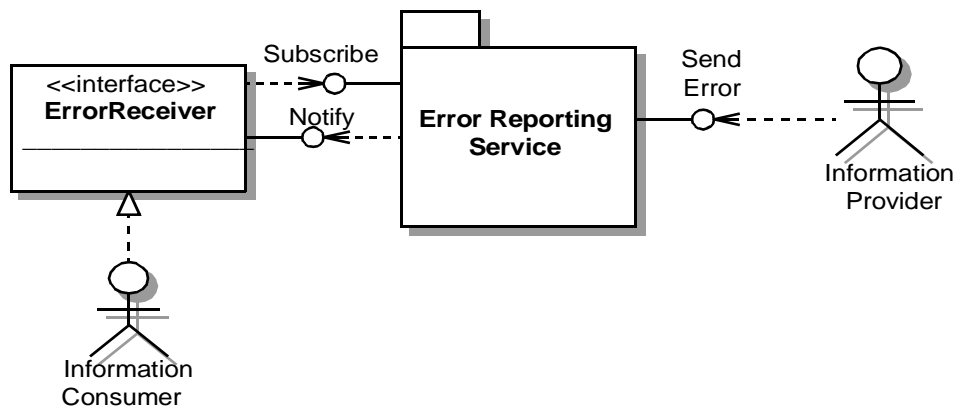 Subscribe
<<interface>>
ErrorReceiver
Notify
Error Reporting
Service
Send
Error
Information
Provider
Information
Consumer